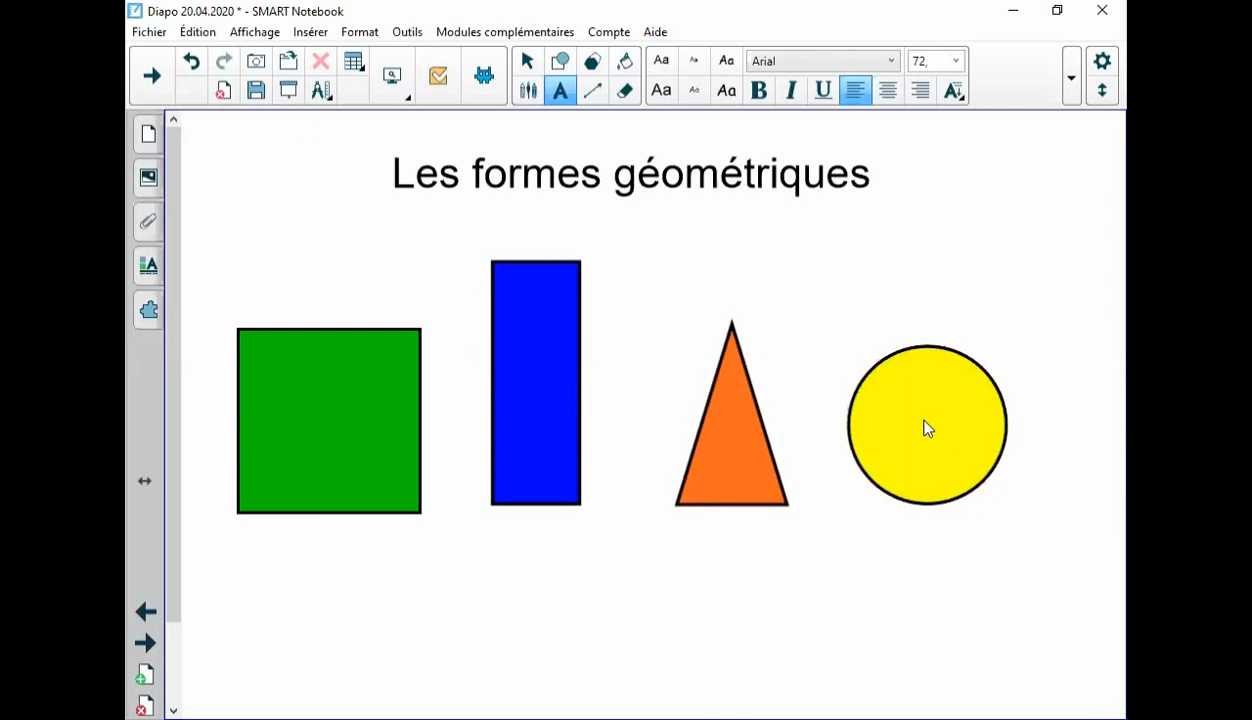 Diapo 20.04.2020 * - SMART Notebook
Fichier Édition Affichage Insérer Format Outils Modules complémentaires Compte Aide
Aa Aa Aa Arial 72,
A Aa Aa Aa B I U A
A
Les formes géométriques